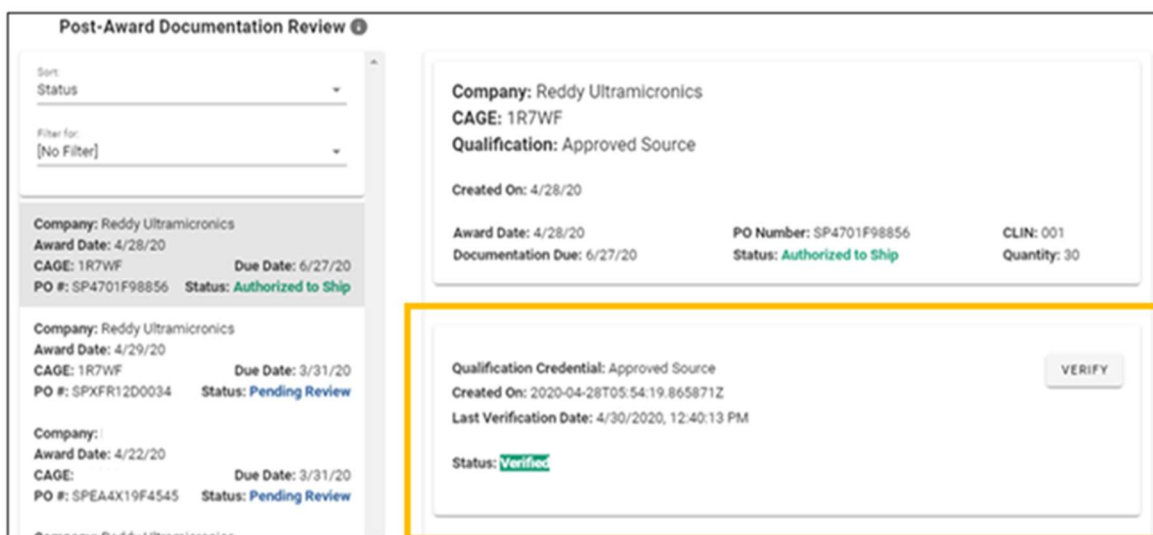 Post-Award Documentation Review
Sort:
Status
Filter for:
[No Filter]
Company: Reddy Ultramicronics
Award Date: 4/28/20
CAGE: 1R7WF Due Date: 6/27/20
PO #: SP4701F98856 Status: Authorized to Ship
Company: Reddy Ultramicronics
Award Date: 4/29/20
CAGE: 1R7WF Due Date: 3/31/20
PO #: SPXFR12D0034 Status: Pending Review
Company:
Award Date: 4/22/20
CAGE: Due Date: 3/31/20
PO #: SPEA4X19F4545 Status: Pending Review
Company: Reddy Ultramicronics
Company: Reddy Ultramicronics
CAGE: 1R7WF
Qualification: Approved Source
Created On: 4/28/20
Award Date: 4/28/20 PO Number: SP4701F98856 CLIN: 001
Documentation Due: 6/27/20 Status: Authorized to Ship Quantity: 30
Qualification Credential: Approved Source VERIFY
Created On: 2020-04-28T05:54:19.865871Z
Last Verification Date: 4/30/2020, 12:40:13 PM
Status: Verified